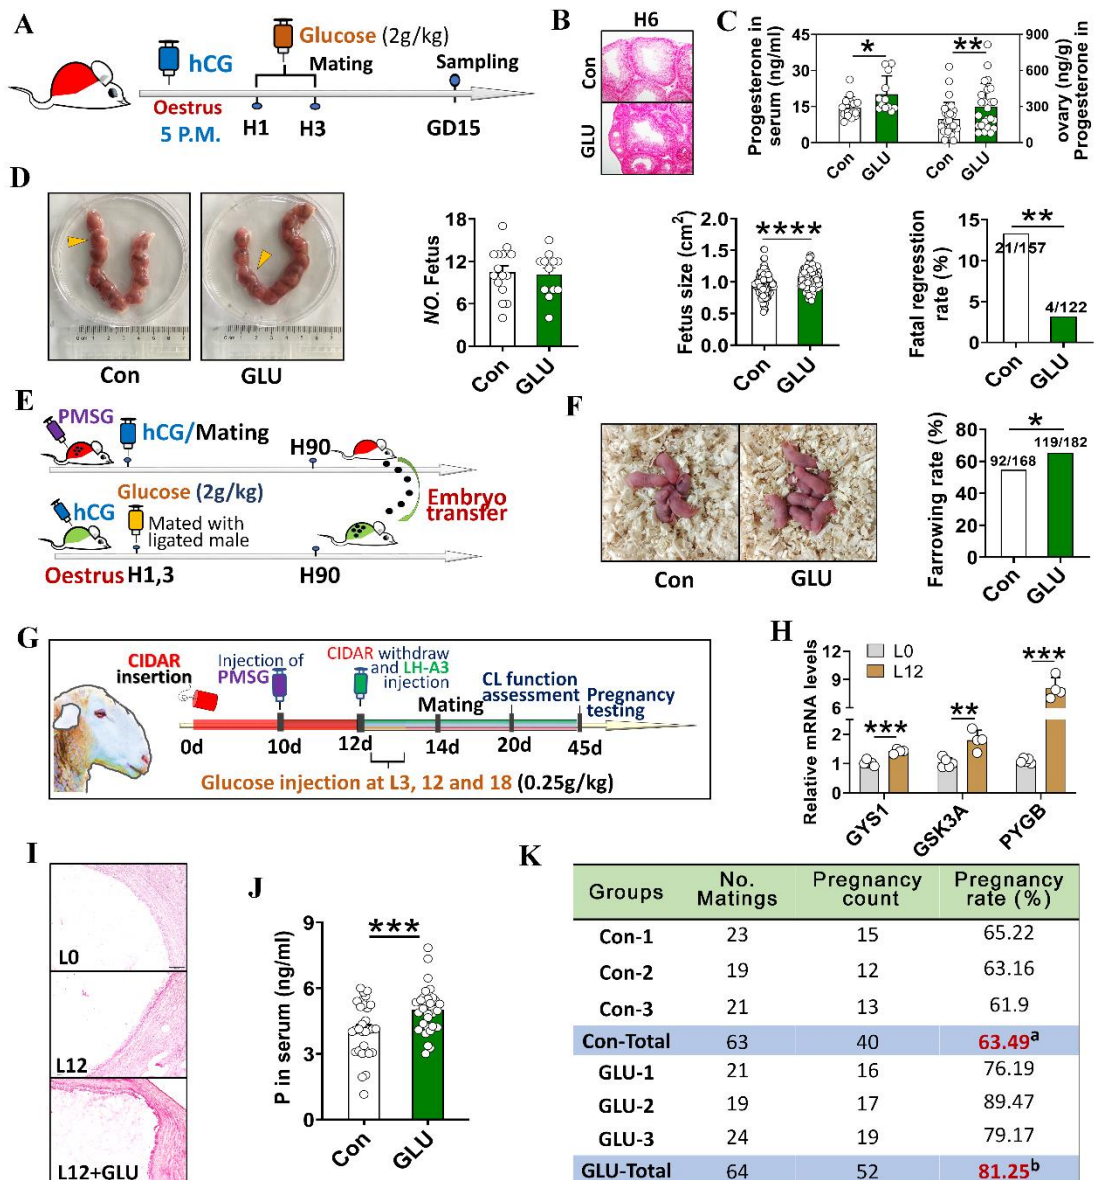 A
hCG
Oestrus
5 P.M.
Glucose (2g/kg)
Mating
H1
H3
Sampling
GD15
B
H6
Con
GLU
C
Progesterone in
serum (ng/ml)
45
30
15
0
*
**
900
600
300
0
ovary (ng/g)
Progesterone in
Con
GLU
Con
GLU
D
Con
GLU
NO. Fetus
18
12
6
0
Con
GLU
Fetus size (cm²)
2.0
1.5
1.0
0.5
0.0
****
Con
GLU
Fatal regresstion
rate (%)
15
10
5
0
**
21/157
4/122
Con
GLU
E
PMSG
hCG/Mating
H90
Glucose (2g/kg)
hCG
Mated with
ligated male
Embryo
transfer
Oestrus H1,3
H90
F
Con
GLU
Farrowing rate (%)
80
60
40
20
0
*
92/168
119/182
Con
GLU
G
CIDAR
insertion
Injection of
PMSG
CIDAR withdraw
and LH-A3
injection
Mating
CL function
assessment
Pregnancy
testing
0d
10d
12d
14d
20d
45d
Glucose injection at L3, 12 and 18 (0.25g/kg)
H
Relative mRNA levels
L0
L12
12
9
6
2
1
0
***
**
***
GYS1
GSK3A
PYGB
I
L0
L12
L12+GLU
J
P in serum (ng/ml)
9
6
3
0
***
Con
GLU
K
Groups No. Matings Pregnancy count Pregnancy rate (%)
Con-1 23 15 65.22
Con-2 19 12 63.16
Con-3 21 13 61.9
Con-Total 63 40 63.49ᵃ
GLU-1 21 16 76.19
GLU-2 19 17 89.47
GLU-3 24 19 79.17
GLU-Total 64 52 81.25ᵇ